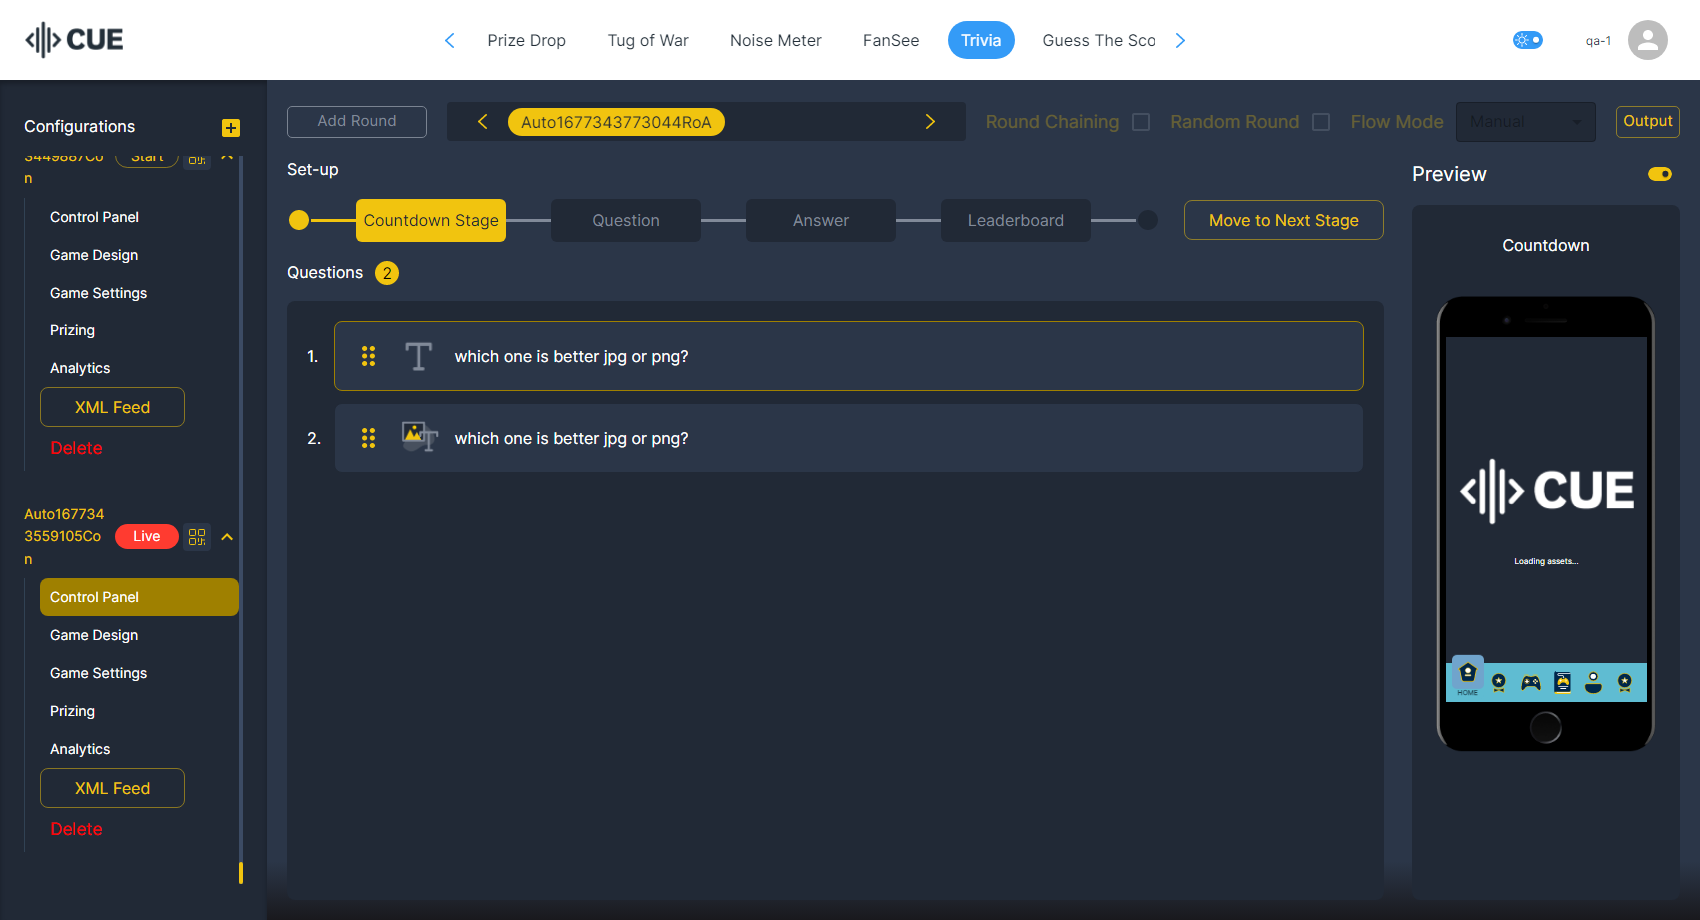 CUE
Prize Drop
Tug of War
Noise Meter
FanSee
Trivia
Guess The Sco
qa-1
Configurations
3449887Co
n
Start
Control Panel
Game Design
Game Settings
Prizing
Analytics
XML Feed
Delete
Auto167734
3559105Co
n
Live
Control Panel
Game Design
Game Settings
Prizing
Analytics
XML Feed
Delete
Add Round
Auto1677343773044RoA
Round Chaining
Random Round
Flow Mode
Manual
Output
Set-up
Countdown Stage
Question
Answer
Leaderboard
Move to Next Stage
Questions 2
1. which one is better jpg or png?
2. which one is better jpg or png?
Preview
Countdown
CUE
Loading assets...
HOME